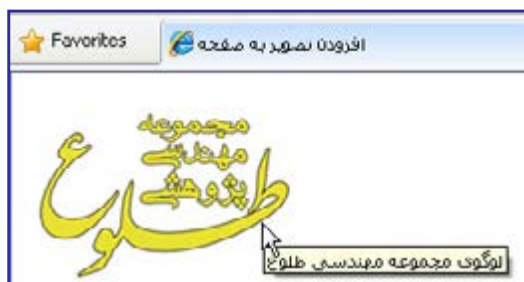 Favorites
افزودن تصویر به صفحه
مجموعه
مهندسی
پژوهشی
طلوع
لوگوی مجموعه مهندسی طلوع